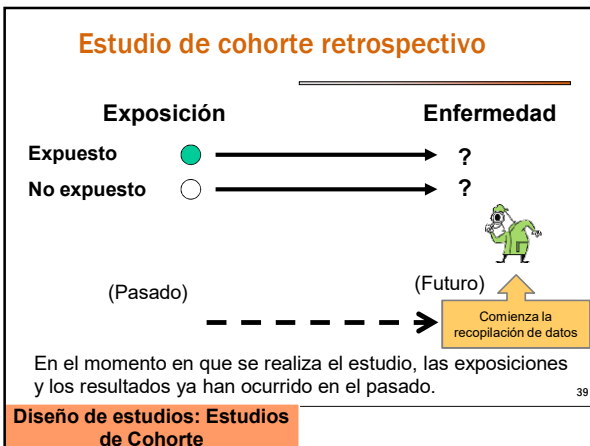 Estudio de cohorte retrospectivo
Exposición Enfermedad
Expuesto ?
No expuesto ?
(Pasado) (Futuro)
Comienza la
recopilación de datos
En el momento en que se realiza el estudio, las exposiciones
y los resultados ya han ocurrido en el pasado.
39
Diseño de estudios: Estudios
de Cohorte